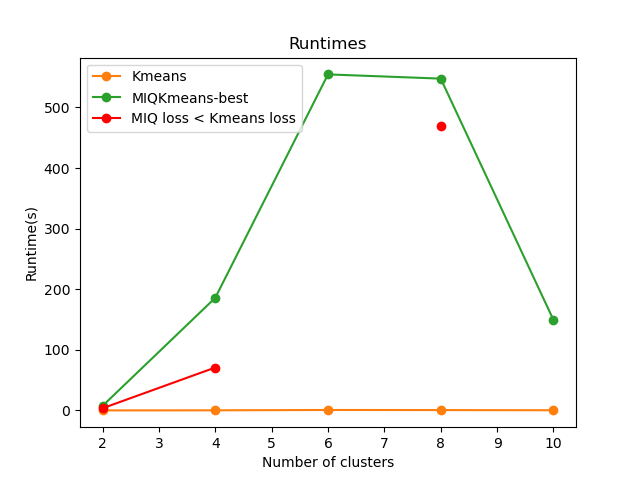 Runtimes
Kmeans
MIQKmeans-best
MIQ loss < Kmeans loss
Runtime(s)
500
400
300
200
100
0
2 3 4 5 6 7 8 9 10
Number of clusters